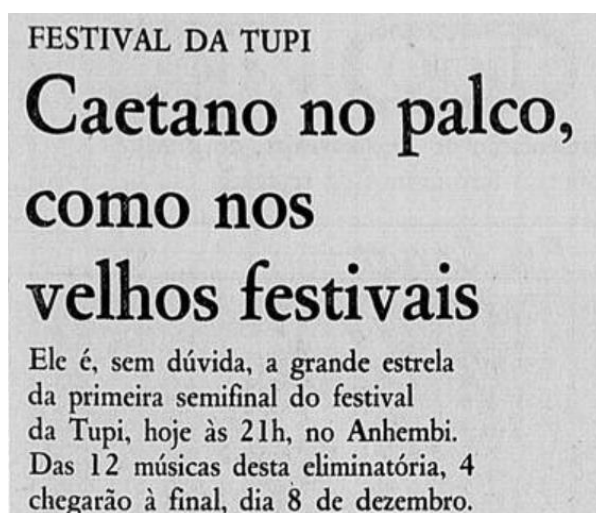 FESTIVAL DA TUPI
Caetano no palco,
como nos
velhos festivais
Ele é, sem dúvida, a grande estrela
da primeira semifinal do festival
da Tupi, hoje às 21h, no Anhembi.
Das 12 músicas desta eliminatória, 4
chegarão à final, dia 8 de dezembro.